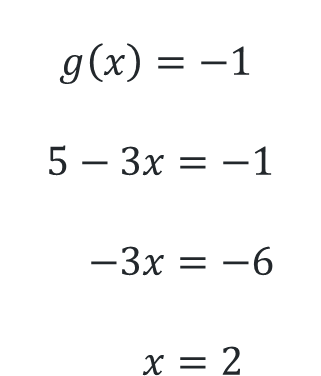 g(x) = −1
5 − 3x = −1
−3x = −6
x = 2